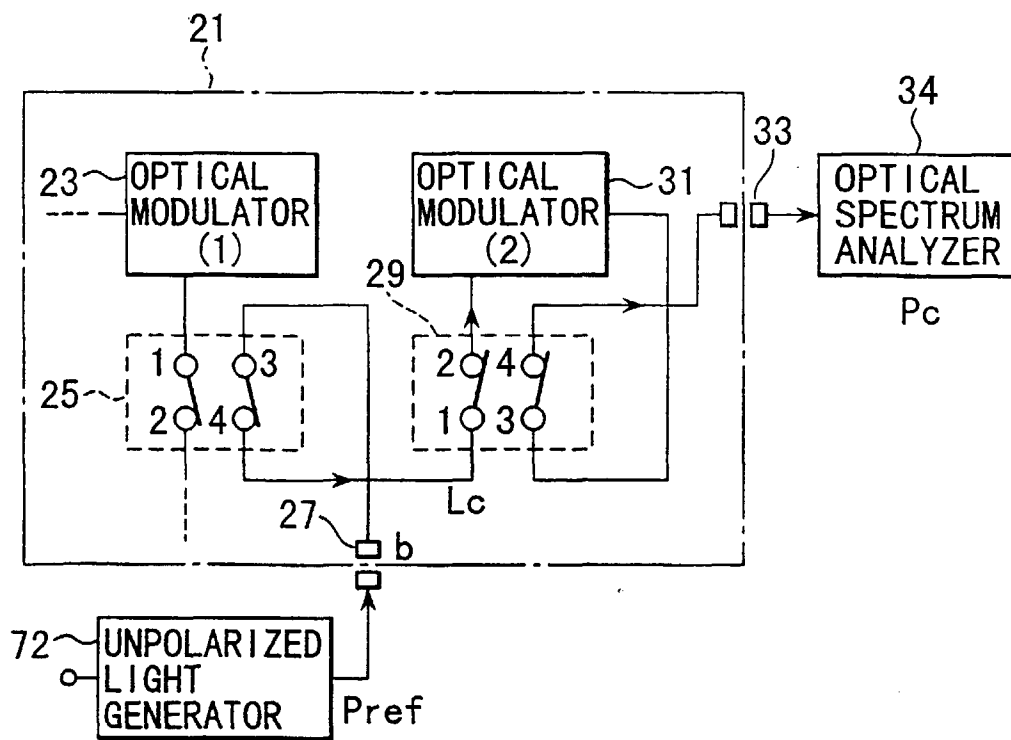 21
34
23
OPTICAL
MODULATOR
(1)
OPTICAL
MODULATOR
(2)
31
33
OPTICAL
SPECTRUM
ANALYZER
Pc
29
1
3
2
4
25
2
4
1
3
Lc
27
b
72
UNPOLARIZED
LIGHT
GENERATOR
Pref